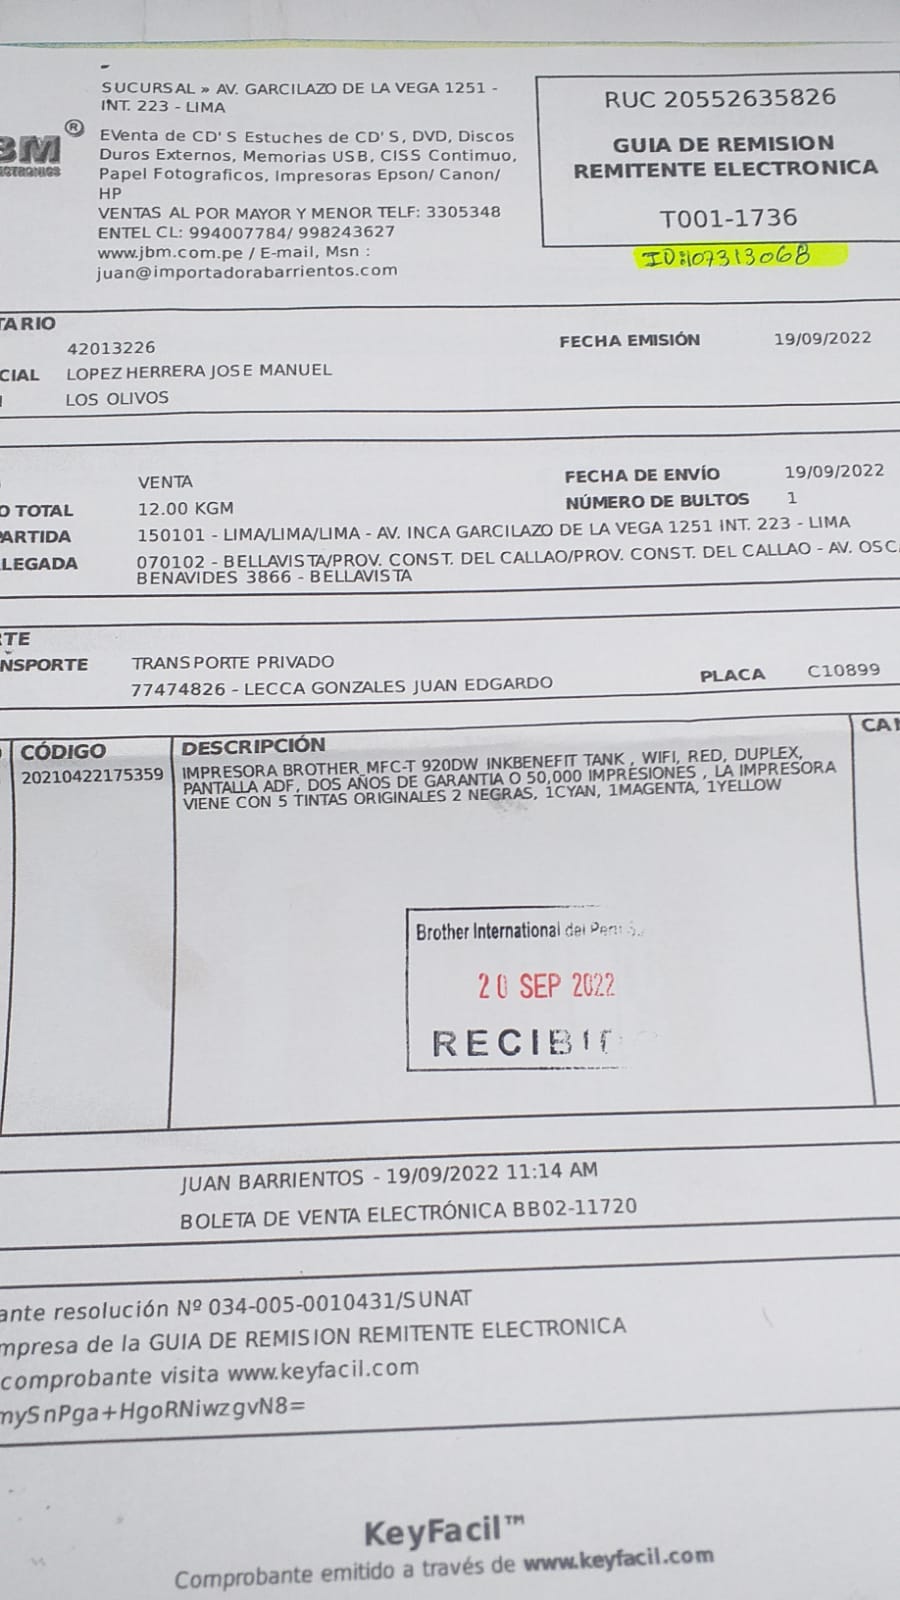 SUCURSAL » AV. GARCILAZO DE LA VEGA 1251 -
INT. 223 - LIMA
EVenta de CD'S Estuches de CD'S, DVD, Discos
Duros Externos, Memorias USB, CISS Contimuo,
Papel Fotograficos, Impresoras Epson/ Canon/
HP
VENTAS AL POR MAYOR Y MENOR TELF: 3305348
ENTEL CL: 994007784/ 998243627
www.jbm.com.pe / E-mail, Msn :
juan@importadorabarrientos.com
BM ®
ECTRONICS
RUC 20552635826
GUIA DE REMISION
REMITENTE ELECTRONICA
T001-1736
ID:107313068
TARIO
42013226
FECHA EMISIÓN 19/09/2022
CIAL LOPEZ HERRERA JOSE MANUEL
LOS OLIVOS
VENTA
FECHA DE ENVÍO 19/09/2022
O TOTAL 12.00 KGM
NÚMERO DE BULTOS 1
PARTIDA 150101 - LIMA/LIMA/LIMA - AV. INCA GARCILAZO DE LA VEGA 1251 INT. 223 - LIMA
LEGADA 070102 - BELLAVISTA/PROV. CONST. DEL CALLAO/PROV. CONST. DEL CALLAO - AV. OSC
BENAVIDES 3866 - BELLAVISTA
RTE
NSPORTE TRANSPORTE PRIVADO
77474826 - LECCA GONZALES JUAN EDGARDO PLACA C10899
CÓDIGO DESCRIPCIÓN CAN
20210422175359 IMPRESORA BROTHER MFC-T 920DW INKBENEFIT TANK , WIFI, RED, DUPLEX,
PANTALLA ADF, DOS AÑOS DE GARANTIA O 50,000 IMPRESIONES , LA IMPRESORA
VIENE CON 5 TINTAS ORIGINALES 2 NEGRAS, 1CYAN, 1MAGENTA, 1YELLOW
Brother International del Peru
20 SEP 2022
RECIBI
JUAN BARRIENTOS - 19/09/2022 11:14 AM
BOLETA DE VENTA ELECTRÓNICA BB02-11720
ante resolución Nº 034-005-0010431/SUNAT
mpresa de la GUIA DE REMISION REMITENTE ELECTRONICA
comprobante visita www.keyfacil.com
mySnPga+HgoRNiwzgvN8=
KeyFacil™
Comprobante emitido a través de www.keyfacil.com